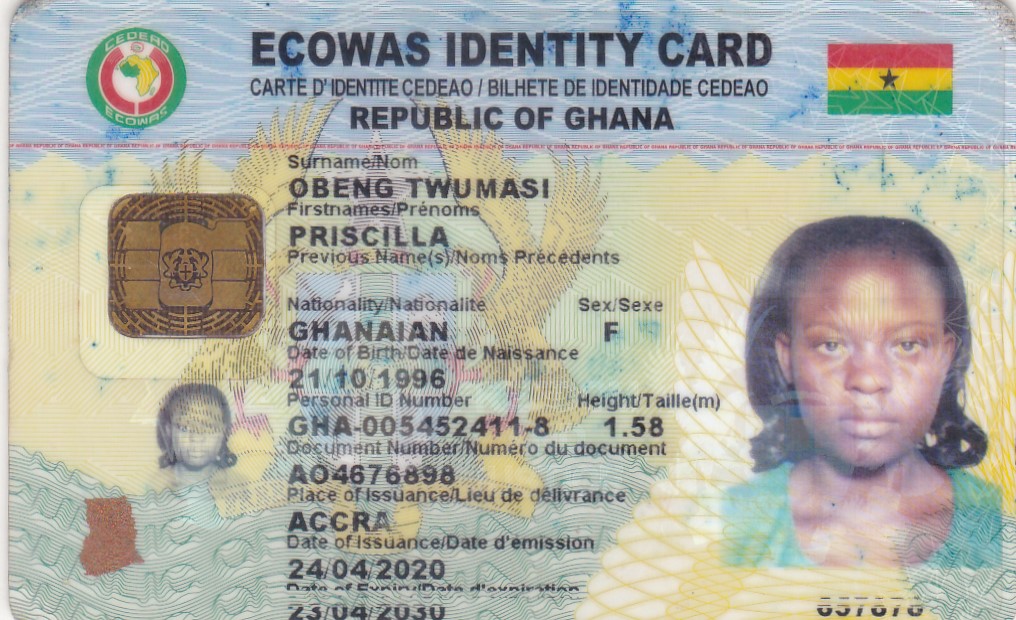 CEDEAO
ECOWAS
ECOWAS IDENTITY CARD
CARTE D'IDENTITE CEDEAO / BILHETE DE IDENTIDADE CEDEAO
REPUBLIC OF GHANA
Surname/Nom
OBENG TWUMASI
Firstnames/Prénoms
PRISCILLA
Previous Name(s)/Noms Précédents
Nationality/Nationalite Sex/Sexe
GHANAIAN F
Date of Birth/Date de Naissance
21/10/1996
Personal ID Number Height/Taille(m)
GHA-005452411-8 1.58
Document Number/Numéro du document
AO4676898
Place of Issuance/Lieu de délivrance
ACCRA
Date of Issuance/Date d'émission
24/04/2020
Date of Expiry/Date d'expiration
23/04/2030